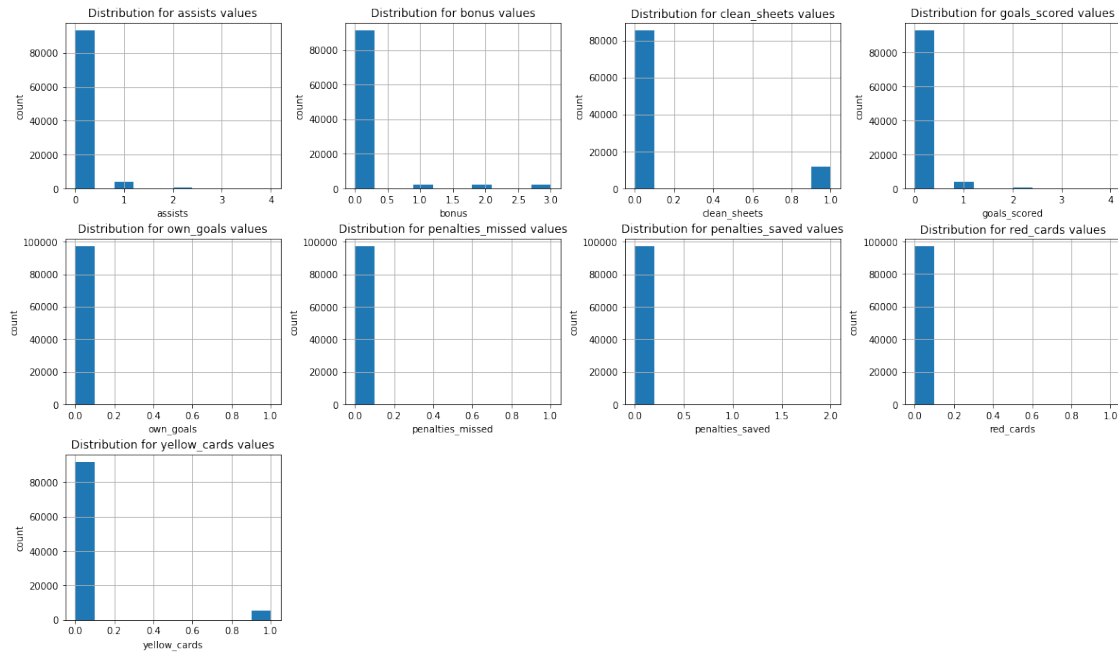 Distribution for assists values
80000
60000
40000
20000
0
count
0 1 2 3 4
assists
Distribution for bonus values
80000
60000
40000
20000
0
count
0.0 0.5 1.0 1.5 2.0 2.5 3.0
bonus
Distribution for clean_sheets values
80000
60000
40000
20000
0
count
0.0 0.2 0.4 0.6 0.8 1.0
clean_sheets
Distribution for goals_scored values
80000
60000
40000
20000
0
count
0 1 2 3 4
goals_scored
Distribution for own_goals values
100000
80000
60000
40000
20000
0
count
0.0 0.2 0.4 0.6 0.8 1.0
own_goals
Distribution for penalties_missed values
100000
80000
60000
40000
20000
0
count
0.0 0.2 0.4 0.6 0.8 1.0
penalties_missed
Distribution for penalties_saved values
100000
80000
60000
40000
20000
0
count
0.0 0.5 1.0 1.5 2.0
penalties_saved
Distribution for red_cards values
100000
80000
60000
40000
20000
0
count
0.0 0.2 0.4 0.6 0.8 1.0
red_cards
Distribution for yellow_cards values
80000
60000
40000
20000
0
count
0.0 0.2 0.4 0.6 0.8 1.0
yellow_cards